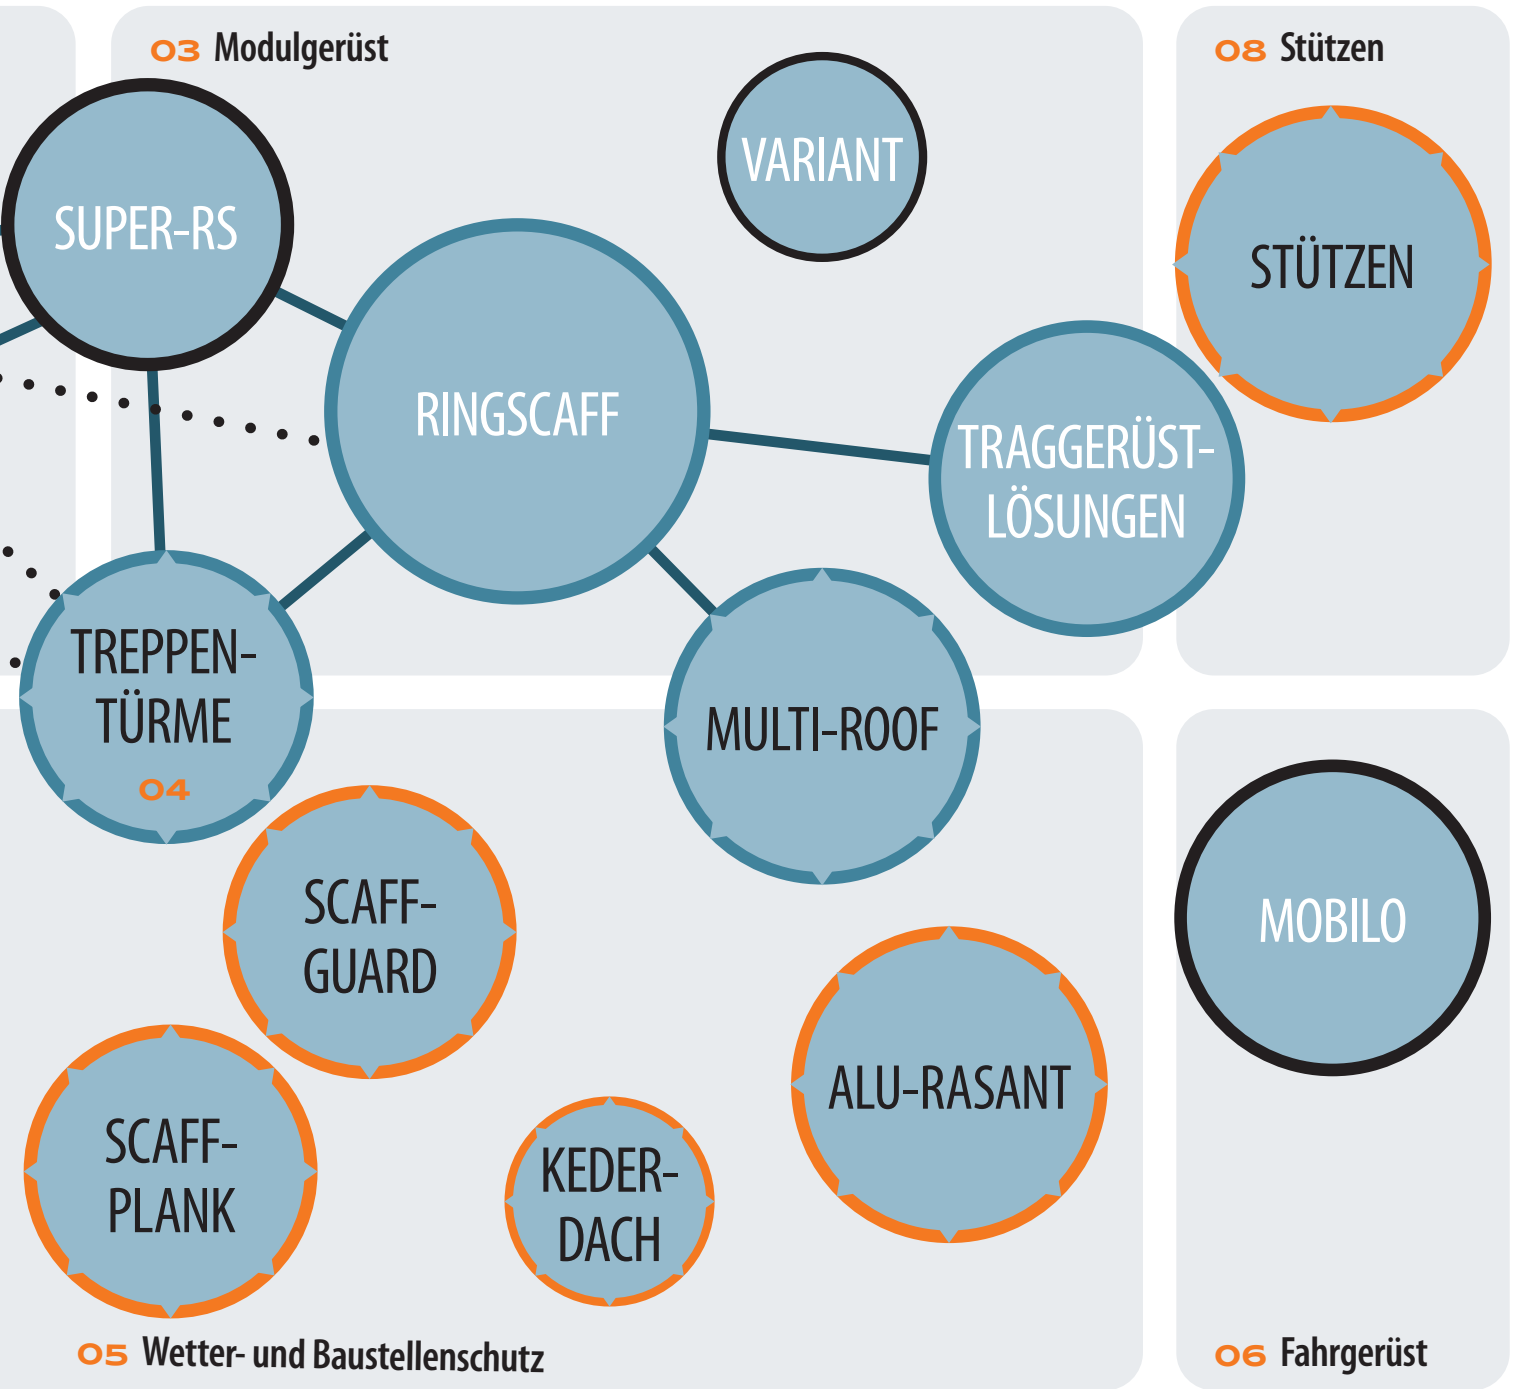 03 Modulgerüst
08 Stützen
VARIANT
SUPER-RS
STÜTZEN
RINGSCAFF
TRAGGERÜST-
LÖSUNGEN
TREPPEN-
TÜRME
04
MULTI-ROOF
SCAFF-
GUARD
MOBILO
ALU-RASANT
SCAFF-
PLANK
KEDER-
DACH
05 Wetter- und Baustellenschutz
06 Fahrgerüst